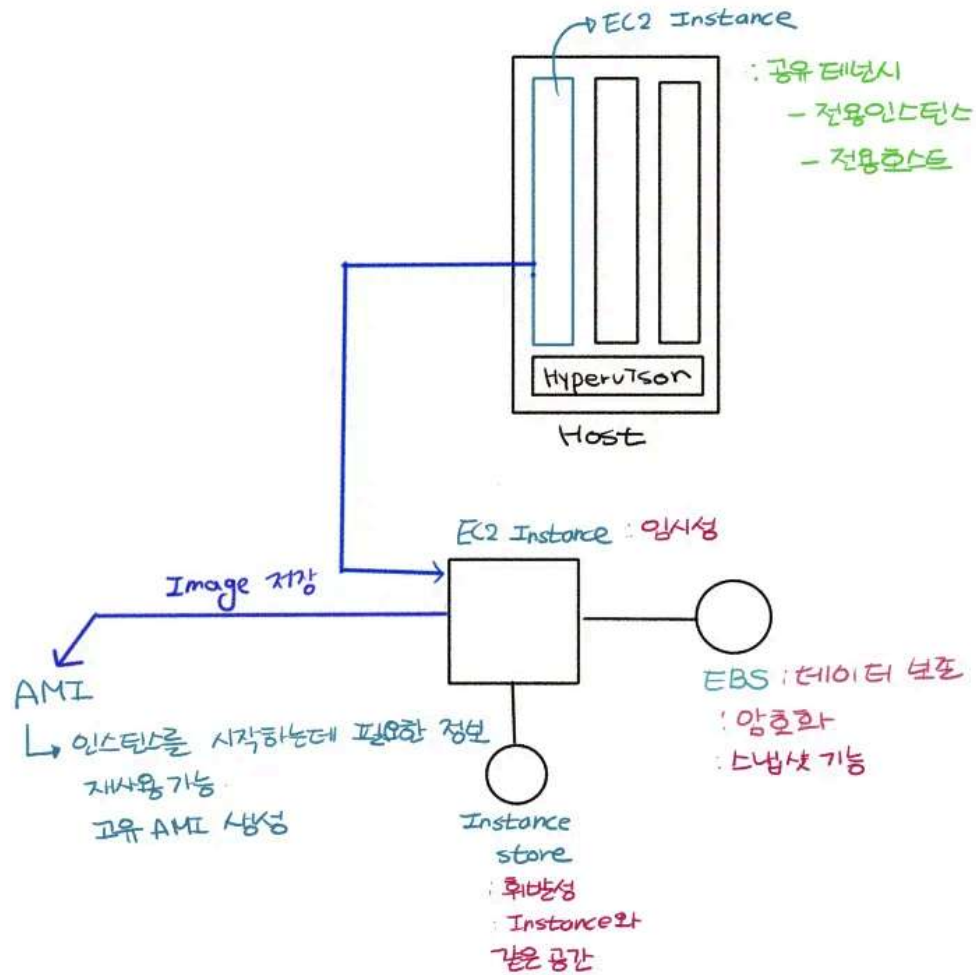 EC2 Instance
: 공유 테넌시
- 전용인스턴스
- 전용호스트
Hypervisor
Host
EC2 Instance : 임시성
Image 저장
AMI
인스턴스를 시작하는데 필요한 정보
재사용 가능
고유 AMI 생성
EBS : 데이터 보존
: 암호화
: 스냅샷 기능
Instance
store
: 휘발성
: Instance와
같은 공간